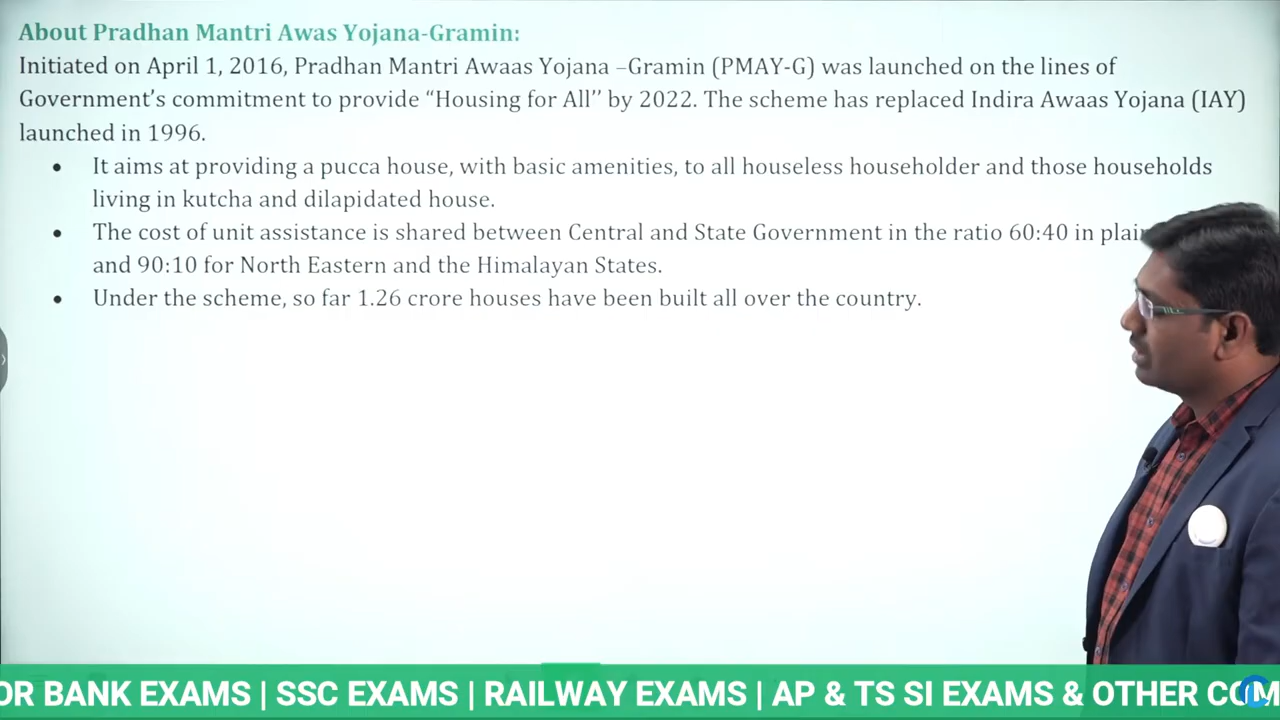 About Pradhan Mantri Awas Yojana-Gramin:
Initiated on April 1, 2016, Pradhan Mantri Awaas Yojana –Gramin (PMAY-G) was launched on the lines of
Government’s commitment to provide “Housing for All’’ by 2022. The scheme has replaced Indira Awaas Yojana (IAY)
launched in 1996.
• It aims at providing a pucca house, with basic amenities, to all houseless householder and those households
living in kutcha and dilapidated house.
• The cost of unit assistance is shared between Central and State Government in the ratio 60:40 in
and 90:10 for North Eastern and the Himalayan States.
• Under the scheme, so far 1.26 crore houses have been built all over the country.
OR BANK EXAMS | SSC EXAMS | RAILWAY EXAMS | AP & TS SI EXAMS & OTHER